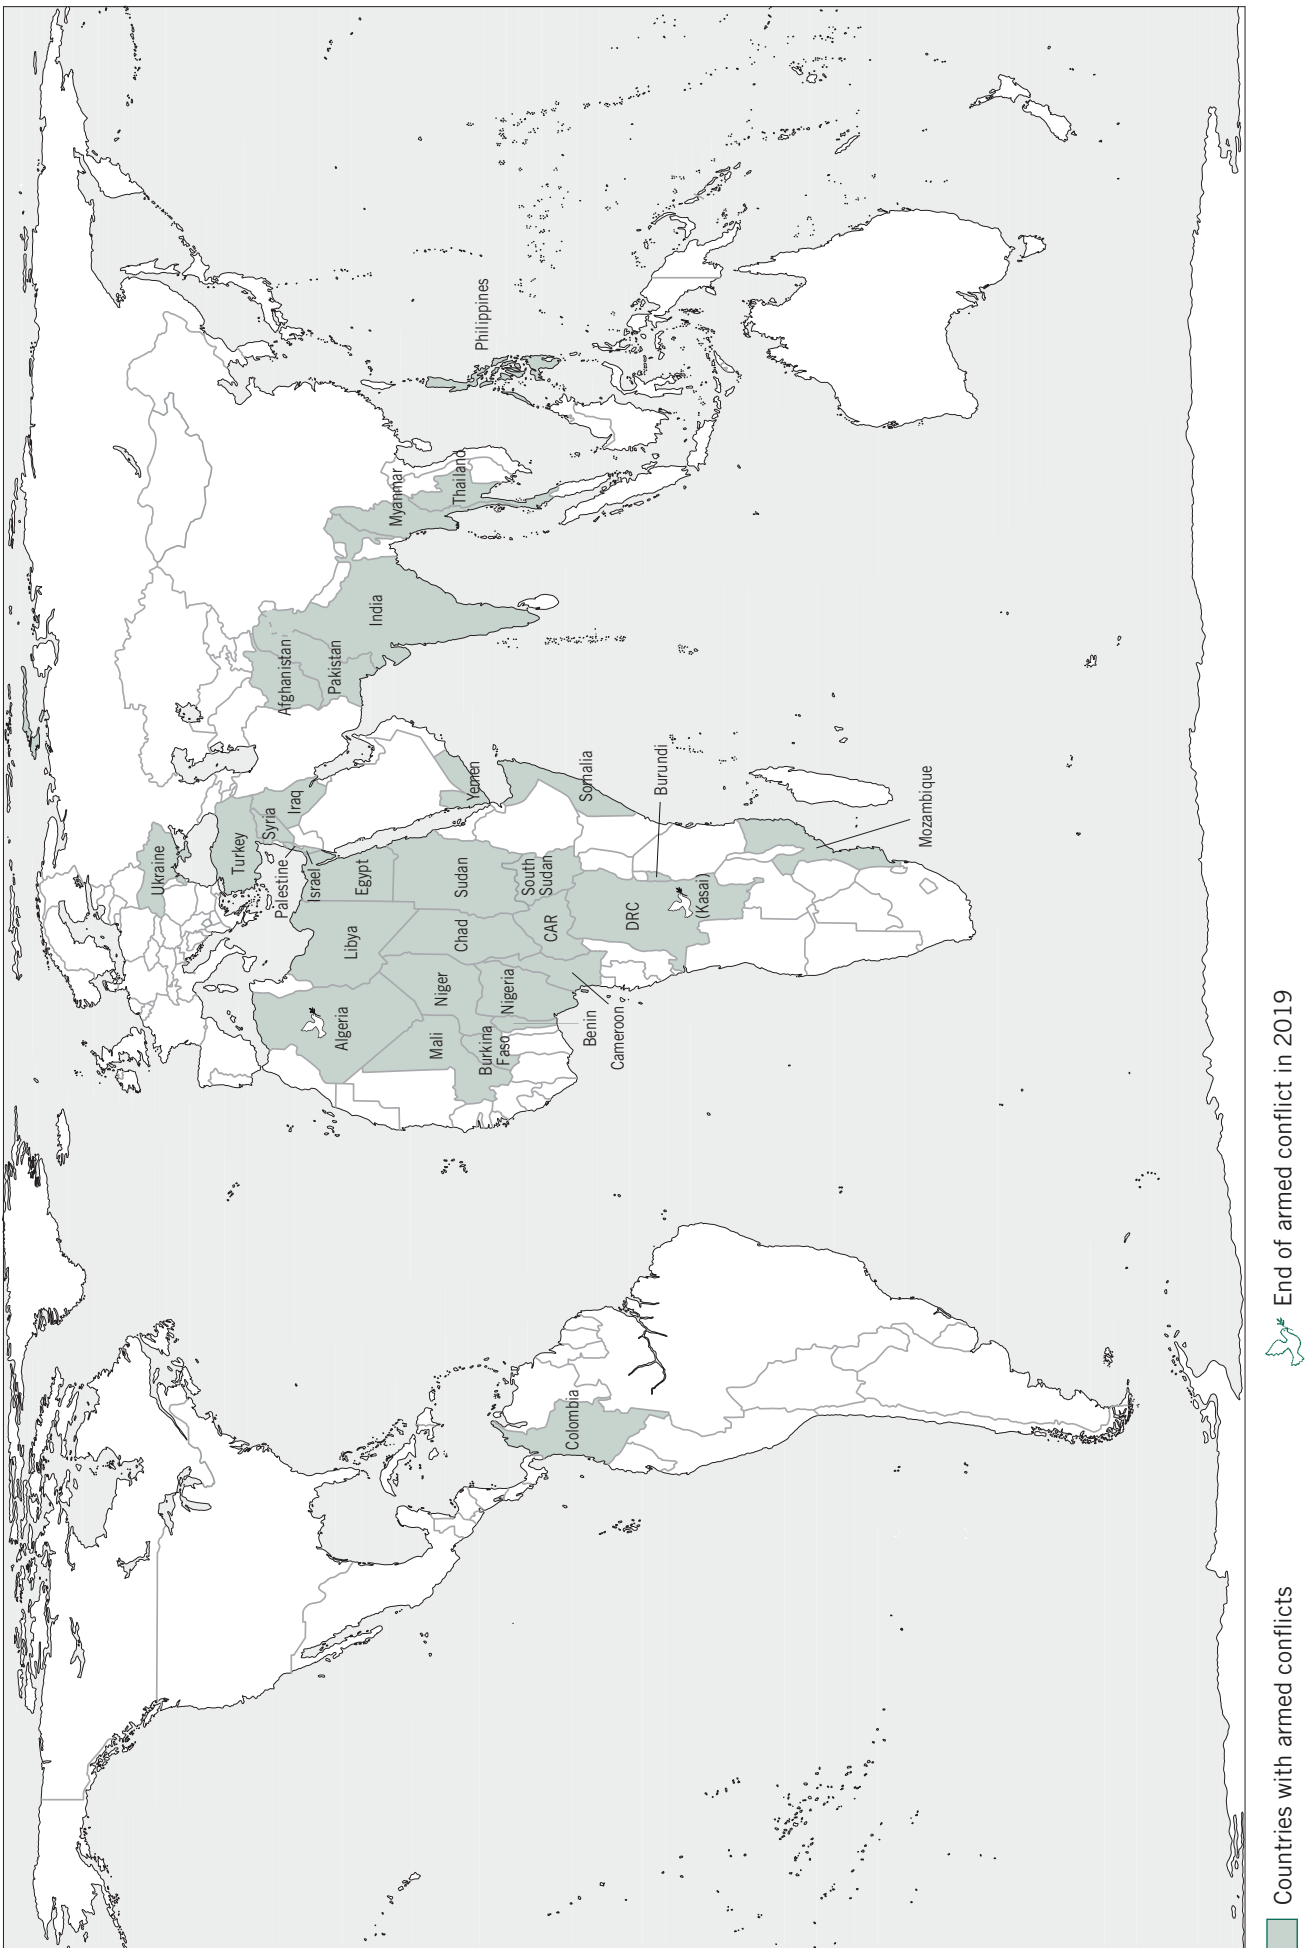 Ukraine
Turkey
Syria
Iraq
Palestine
Israel
Egypt
Libya
Algeria
Afghanistan
Pakistan
India
Myanmar
Thailand
Philippines
Yemen
Somalia
Sudan
South
Sudan
Chad
CAR
Niger
Nigeria
Mali
Burkina
Faso
Benin
Cameroon
DRC
(Kasai)
Burundi
Mozambique
Colombia
Countries with armed conflicts
End of armed conflict in 2019